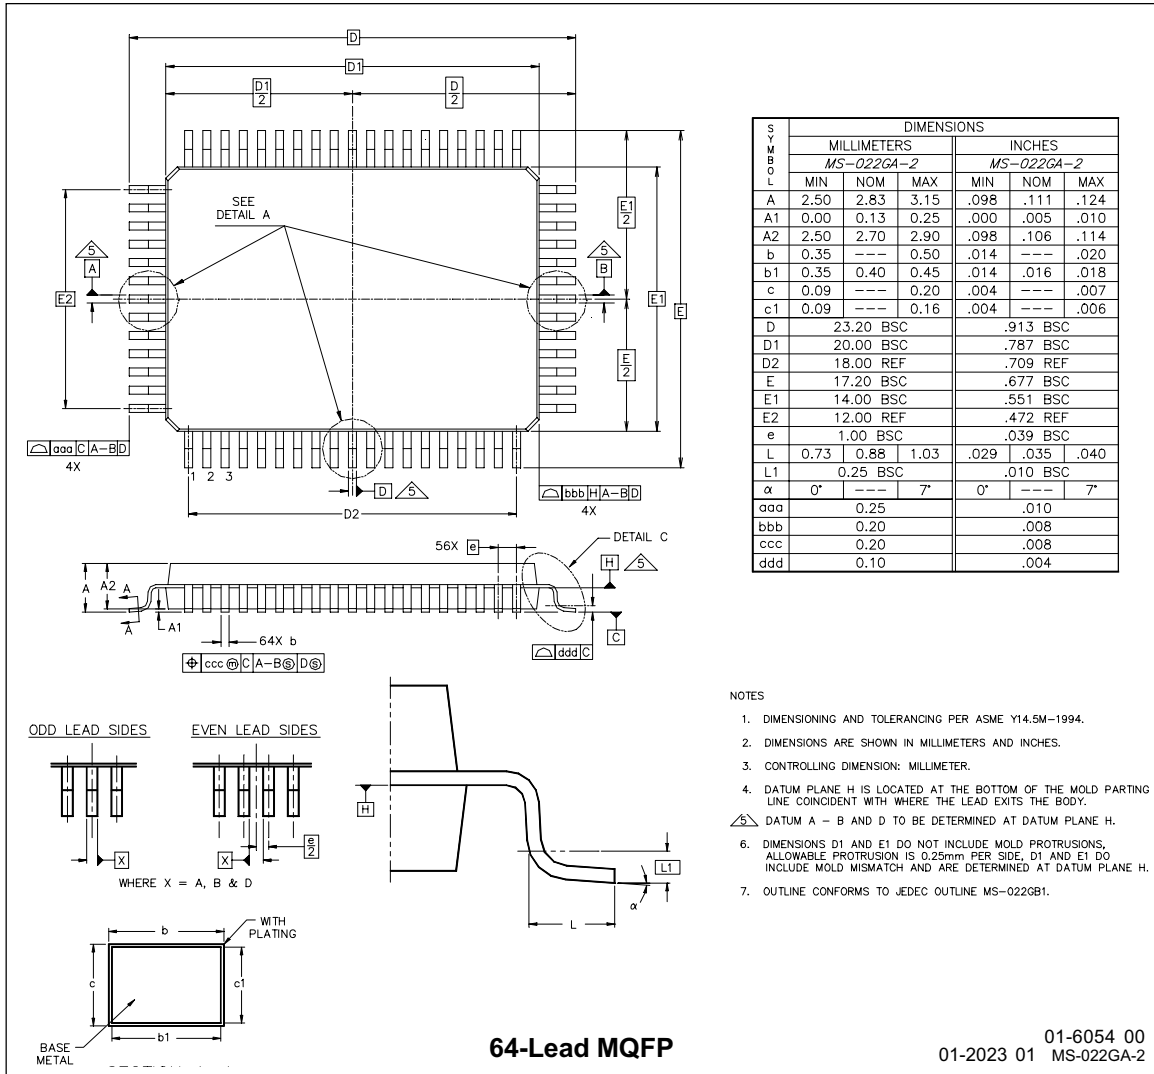 D
D1
D1
2
D
2
SEE
DETAIL A
5
A
5
B
E2
E1
2
E1
E
E
2
aaa C A-B D
4X
1 2 3
D 5
bbb H A-B D
4X
D2
56X e
DETAIL C
H 5
A A2 A
A
A1
C
64X b
ddd C
ccc Ⓜ C A-BⓈ DⓈ
ODD LEAD SIDES
EVEN LEAD SIDES
X
X
e
2
WHERE X = A, B & D
H
L1
α
L
b
WITH
PLATING
c
c1
b1
BASE
METAL
SYMBOL
DIMENSIONS
MILLIMETERS INCHES
MS-022GA-2 MS-022GA-2
MIN NOM MAX MIN NOM MAX
A 2.50 2.83 3.15 .098 .111 .124
A1 0.00 0.13 0.25 .000 .005 .010
A2 2.50 2.70 2.90 .098 .106 .114
b 0.35 --- 0.50 .014 --- .020
b1 0.35 0.40 0.45 .014 .016 .018
c 0.09 --- 0.20 .004 --- .007
c1 0.09 --- 0.16 .004 --- .006
D 23.20 BSC .913 BSC
D1 20.00 BSC .787 BSC
D2 18.00 REF .709 REF
E 17.20 BSC .677 BSC
E1 14.00 BSC .551 BSC
E2 12.00 REF .472 REF
e 1.00 BSC .039 BSC
L 0.73 0.88 1.03 .029 .035 .040
L1 0.25 BSC .010 BSC
α 0° --- 7° 0° --- 7°
aaa 0.25 .010
bbb 0.20 .008
ccc 0.20 .008
ddd 0.10 .004
NOTES
1. DIMENSIONING AND TOLERANCING PER ASME Y14.5M-1994.
2. DIMENSIONS ARE SHOWN IN MILLIMETERS AND INCHES.
3. CONTROLLING DIMENSION: MILLIMETER.
4. DATUM PLANE H IS LOCATED AT THE BOTTOM OF THE MOLD PARTING
LINE COINCIDENT WITH WHERE THE LEAD EXITS THE BODY.
5 DATUM A - B AND D TO BE DETERMINED AT DATUM PLANE H.
6. DIMENSIONS D1 AND E1 DO NOT INCLUDE MOLD PROTRUSIONS,
ALLOWABLE PROTRUSION IS 0.25mm PER SIDE, D1 AND E1 DO
INCLUDE MOLD MISMATCH AND ARE DETERMINED AT DATUM PLANE H.
7. OUTLINE CONFORMS TO JEDEC OUTLINE MS-022GB1.
64-Lead MQFP
01-6054 00
01-2023 01 MS-022GA-2